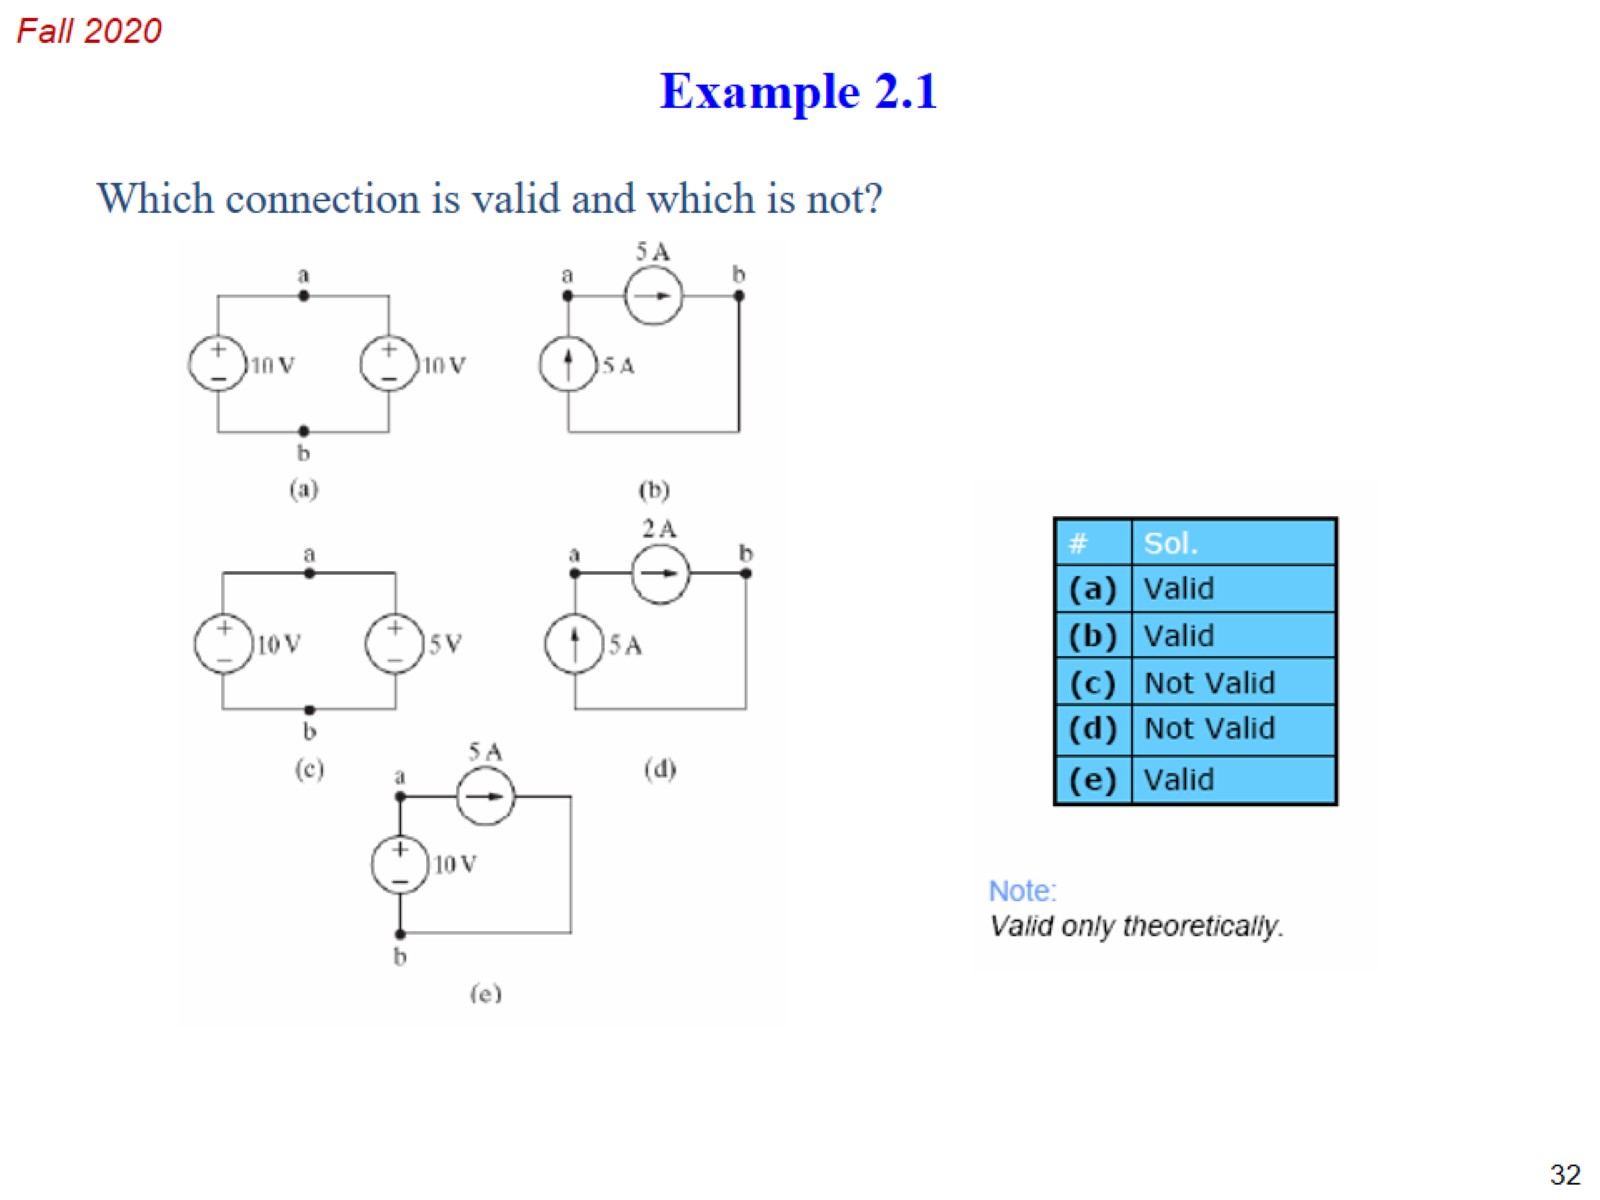 Fall 2020
Example 2.1
Which connection is valid and which is not?
a
+
−
10 V
+
−
10 V
b
(a)
5 A
a
b
5 A
(b)
a
+
−
10 V
+
−
5 V
b
(c)
2 A
a
b
5 A
(d)
5 A
a
+
−
10 V
b
(e)
# Sol.
(a) Valid
(b) Valid
(c) Not Valid
(d) Not Valid
(e) Valid
Note:
Valid only theoretically.
32